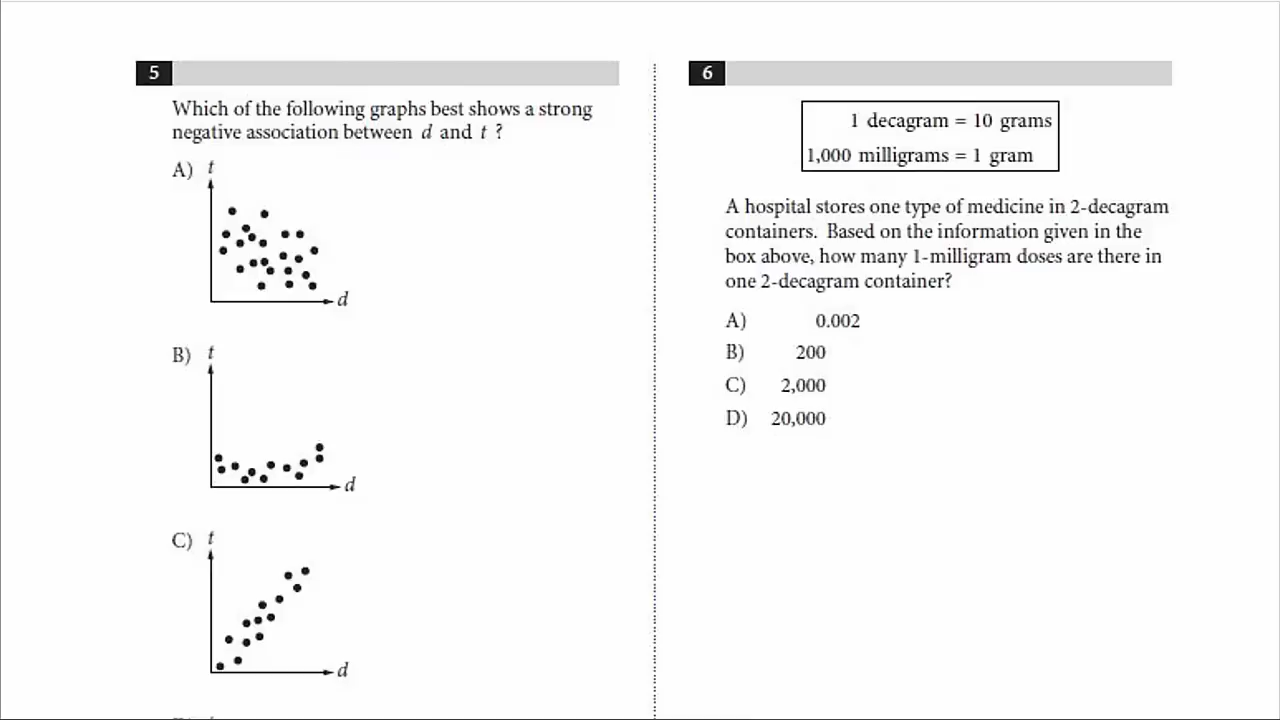 5
Which of the following graphs best shows a strong
negative association between d and t ?
A) t
d
B) t
d
C) t
d
6
1 decagram = 10 grams
1,000 milligrams = 1 gram
A hospital stores one type of medicine in 2-decagram
containers. Based on the information given in the
box above, how many 1-milligram doses are there in
one 2-decagram container?
A) 0.002
B) 200
C) 2,000
D) 20,000